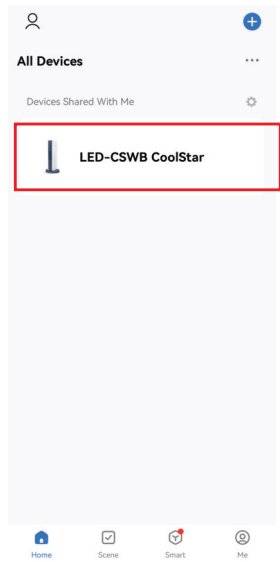 All Devices
Devices Shared With Me
LED-CSWB CoolStar
Home Scene Smart Me